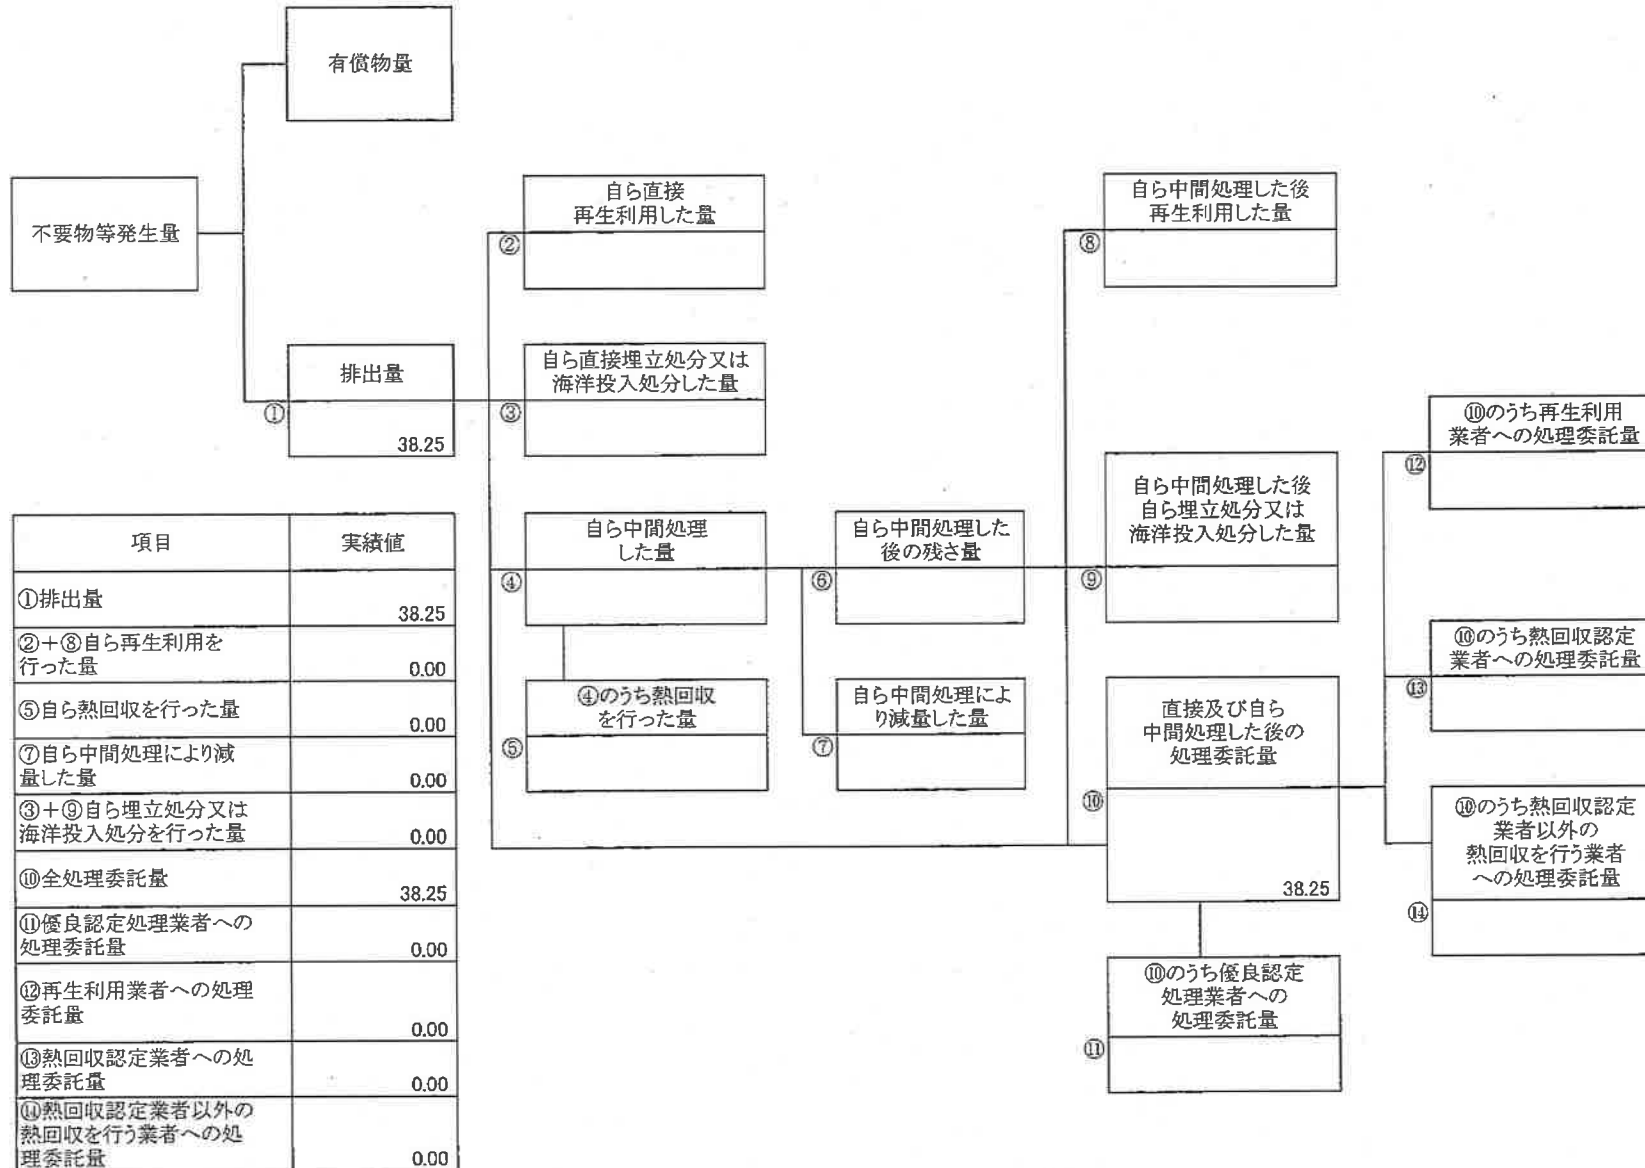 有償物量
不要物等発生量
排出量
①
38.25
自ら直接
再生利用した量
②
自ら直接埋立処分又は
海洋投入処分した量
③
自ら中間処理
した量
④
④のうち熱回収
を行った量
⑤
自ら中間処理した
後の残さ量
⑥
自ら中間処理によ
り減量した量
⑦
自ら中間処理した後
再生利用した量
⑧
自ら中間処理した後
自ら埋立処分又は
海洋投入処分した量
⑨
直接及び自ら
中間処理した後の
処理委託量
⑩
38.25
⑩のうち優良認定
処理業者への
処理委託量
⑪
⑩のうち再生利用
業者への処理委託量
⑫
⑩のうち熱回収認定
業者への処理委託量
⑬
⑩のうち熱回収認定
業者以外の
熱回収を行う業者
への処理委託量
⑭
項目 実績値
①排出量
38.25
②+⑧自ら再生利用を
行った量 0.00
⑤自ら熱回収を行った量
0.00
⑦自ら中間処理により減
量した量 0.00
③+⑨自ら埋立処分又は
海洋投入処分を行った量 0.00
⑩全処理委託量
38.25
⑪優良認定処理業者への
処理委託量 0.00
⑫再生利用業者への処理
委託量
0.00
⑬熱回収認定業者への処
理委託量 0.00
⑭熱回収認定業者以外の
熱回収を行う業者への処
理委託量 0.00